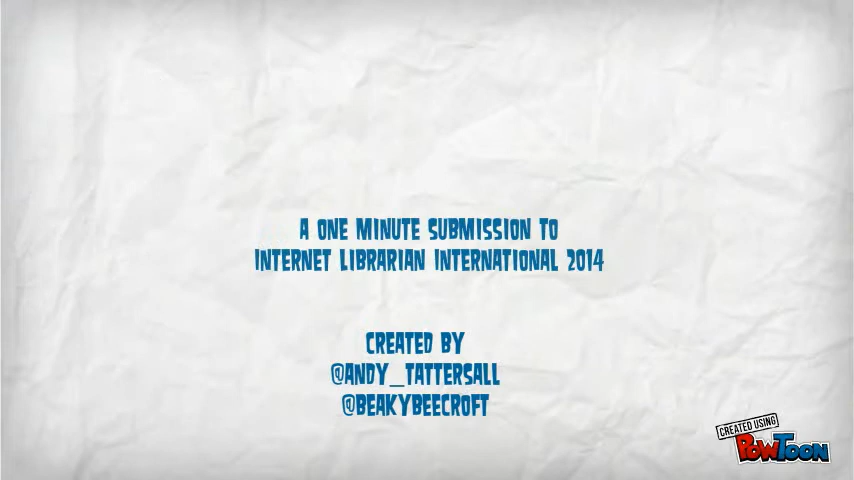 A ONE MINUTE SUBMISSION TO
INTERNET LIBRARIAN INTERNATIONAL 2014
CREATED BY
@ANDY_TATTERSALL
@BEAKYBEECROFT
CREATED USING
POWTOON